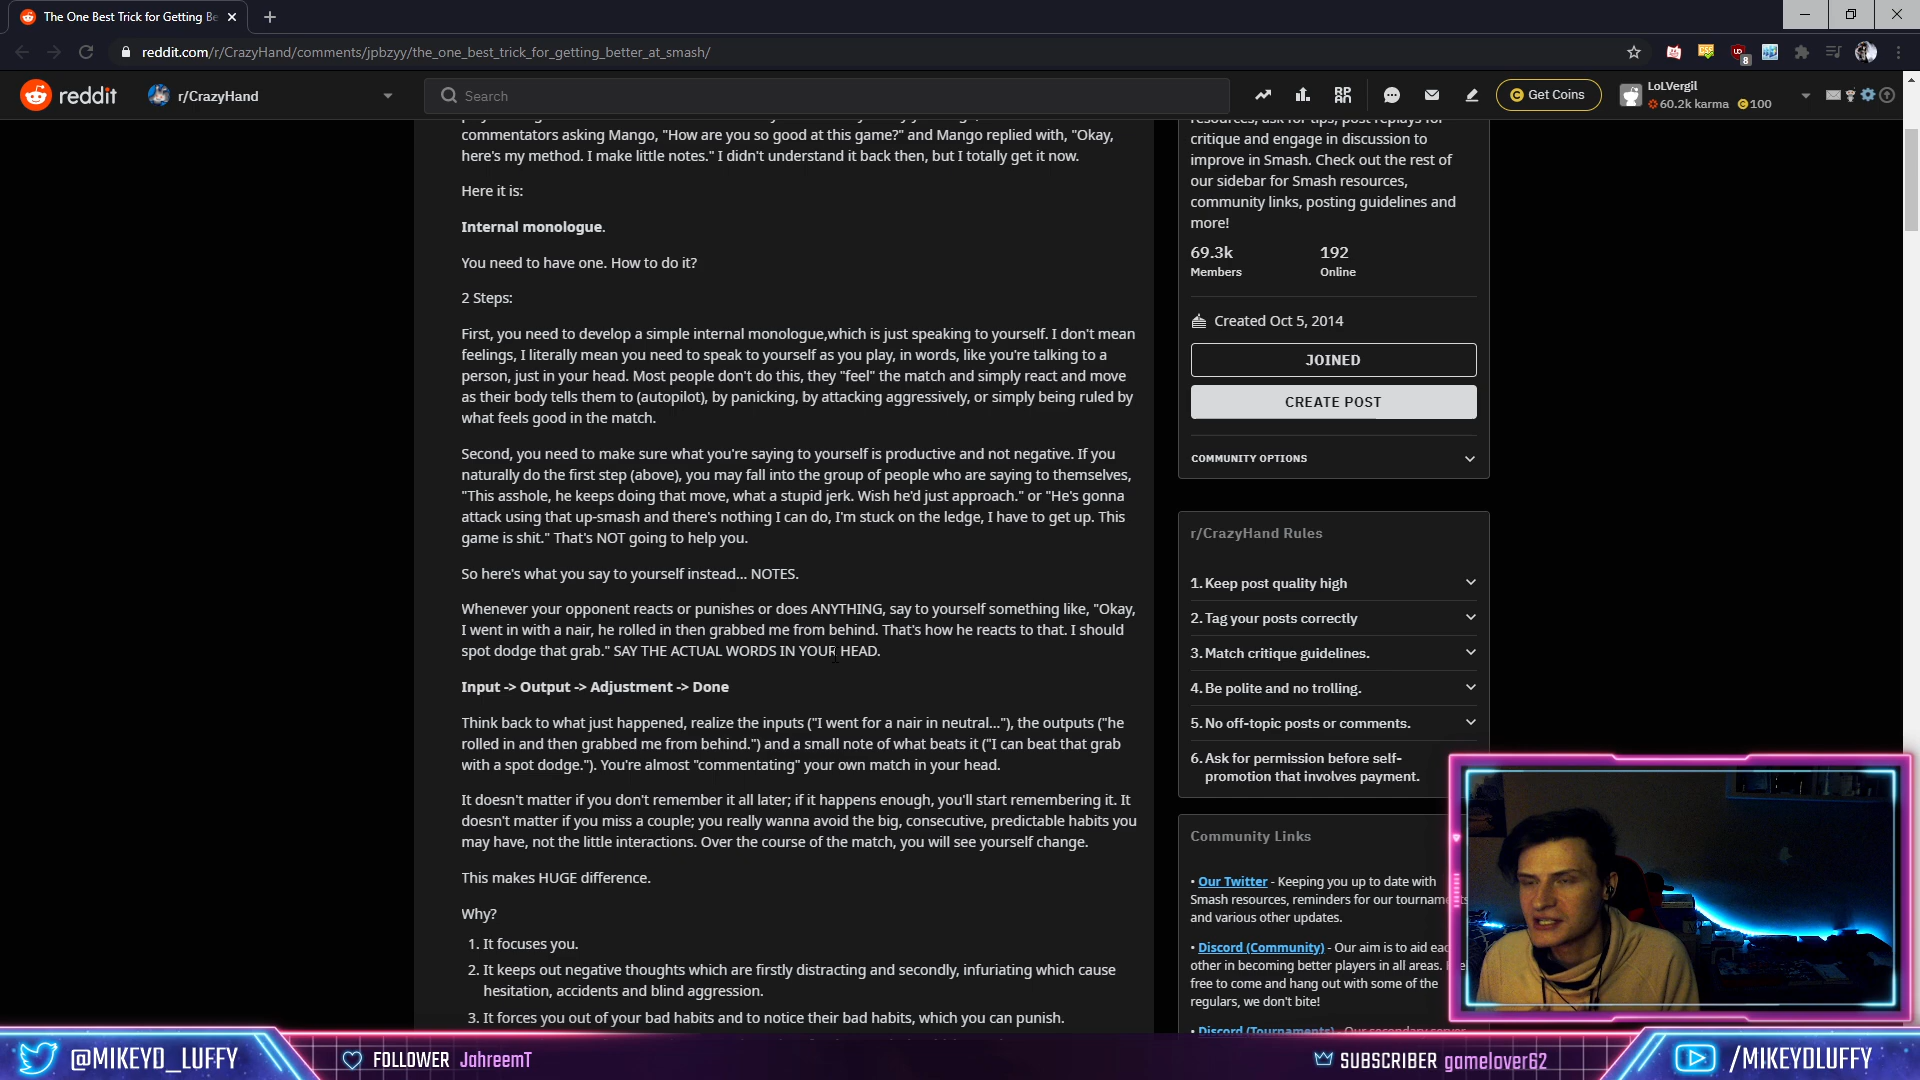 The One Best Trick for Getting Be
reddit.com/r/CrazyHand/comments/jpbzyy/the_one_best_trick_for_getting_better_at_smash/
8
reddit
r/CrazyHand
Search
Get Coins
LoLVergil
60.2k karma
100
commentators asking Mango, "How are you so good at this game?" and Mango replied with, "Okay,
here's my method. I make little notes." I didn't understand it back then, but I totally get it now.
Here it is:
Internal monologue.
You need to have one. How to do it?
2 Steps:
First, you need to develop a simple internal monologue,which is just speaking to yourself. I don't mean
feelings, I literally mean you need to speak to yourself as you play, in words, like you're talking to a
person, just in your head. Most people don't do this, they "feel" the match and simply react and move
as their body tells them to (autopilot), by panicking, by attacking aggressively, or simply being ruled by
what feels good in the match.
Second, you need to make sure what you're saying to yourself is productive and not negative. If you
naturally do the first step (above), you may fall into the group of people who are saying to themselves,
"This asshole, he keeps doing that move, what a stupid jerk. Wish he'd just approach." or "He's gonna
attack using that up-smash and there's nothing I can do, I'm stuck on the ledge, I have to get up. This
game is shit." That's NOT going to help you.
So here's what you say to yourself instead... NOTES.
Whenever your opponent reacts or punishes or does ANYTHING, say to yourself something like, "Okay,
I went in with a nair, he rolled in then grabbed me from behind. That's how he reacts to that. I should
spot dodge that grab." SAY THE ACTUAL WORDS IN YOUR HEAD.
Input -> Output -> Adjustment -> Done
Think back to what just happened, realize the inputs ("I went for a nair in neutral..."), the outputs ("he
rolled in and then grabbed me from behind.") and a small note of what beats it ("I can beat that grab
with a spot dodge."). You're almost "commentating" your own match in your head.
It doesn't matter if you don't remember it all later; if it happens enough, you'll start remembering it. It
doesn't matter if you miss a couple; you really wanna avoid the big, consecutive, predictable habits you
may have, not the little interactions. Over the course of the match, you will see yourself change.
This makes HUGE difference.
Why?
1. It focuses you.
2. It keeps out negative thoughts which are firstly distracting and secondly, infuriating which cause
hesitation, accidents and blind aggression.
3. It forces you out of your bad habits and to notice their bad habits, which you can punish.
resources, ask for tips, post replays for
critique and engage in discussion to
improve in Smash. Check out the rest of
our sidebar for Smash resources,
community links, posting guidelines and
more!
69.3k
Members
192
Online
Created Oct 5, 2014
JOINED
CREATE POST
COMMUNITY OPTIONS
r/CrazyHand Rules
1. Keep post quality high
2. Tag your posts correctly
3. Match critique guidelines.
4. Be polite and no trolling.
5. No off-topic posts or comments.
6. Ask for permission before self-
promotion that involves payment.
Community Links
• Our Twitter - Keeping you up to date with
Smash resources, reminders for our tourname
and various other updates.
• Discord (Community) - Our aim is to aid ea
other in becoming better players in all areas.
free to come and hang out with some of the
regulars, we don't bite!
• Discord (Tournaments) - Our secondary server
@MIKEYD_LUFFY
FOLLOWER JahreemT
SUBSCRIBER gamelover62
/MIKEYDLUFFY